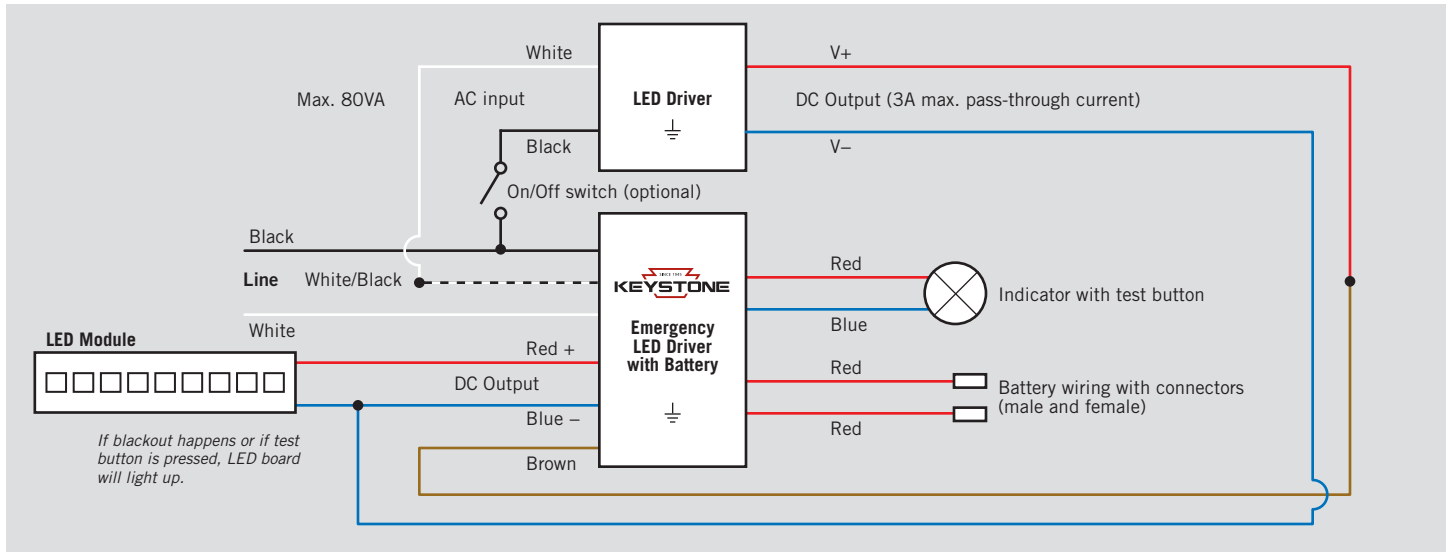 White
V+
Max. 80VA
AC input
LED Driver
DC Output (3A max. pass-through current)
Black
V–
On/Off switch (optional)
Black
Line
White/Black
SINCE 1945
KEYSTONE
Red
Indicator with test button
White
Blue
Emergency
LED Driver
with Battery
LED Module
Red +
DC Output
Blue –
Red
Battery wiring with connectors
(male and female)
Red
If blackout happens or if test
button is pressed, LED board
will light up.
Brown